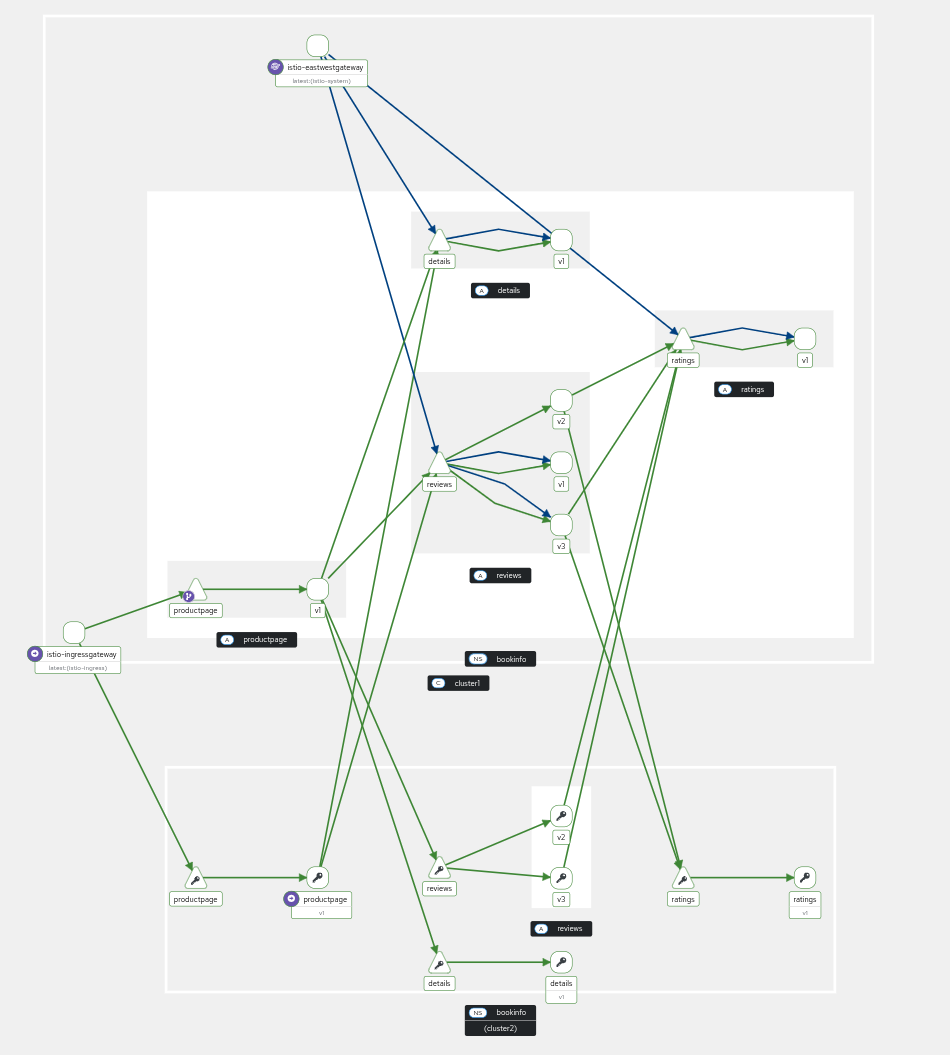 istio-eastwestgateway
latest:(istio-system)
details
v1
A details
ratings
v1
A ratings
v2
reviews
v1
v3
A reviews
productpage
v1
A productpage
istio-ingressgateway
latest:(istio-ingress)
NS bookinfo
C cluster1
v2
reviews
v3
productpage
productpage
v1
ratings
ratings
v1
A reviews
details
details
v1
NS bookinfo
(cluster2)